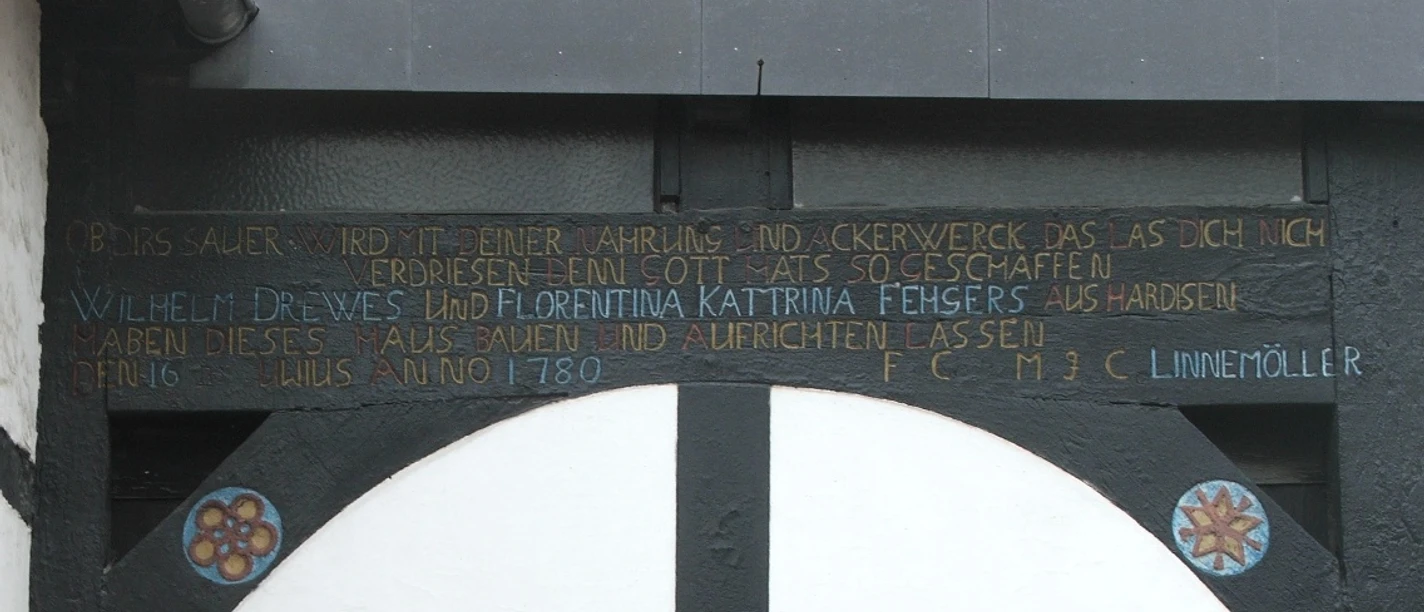 OB DIRS SAUER WIRD MIT DEINER NAHRUNG UND ACKERWERCK DAS LAS DICH NICH
VERDRIESEN DENN GOTT HATS SO GESCHAFFEN
WILHELM DREWES UND FLORENTINA KATTRINA FEHSERS AUS HARDISEN
HABEN DIESES HAUS BAUEN UND AUFRICHTEN LASSEN
DEN 16 ANNO 1780 F C M C LINNEMÖLLER